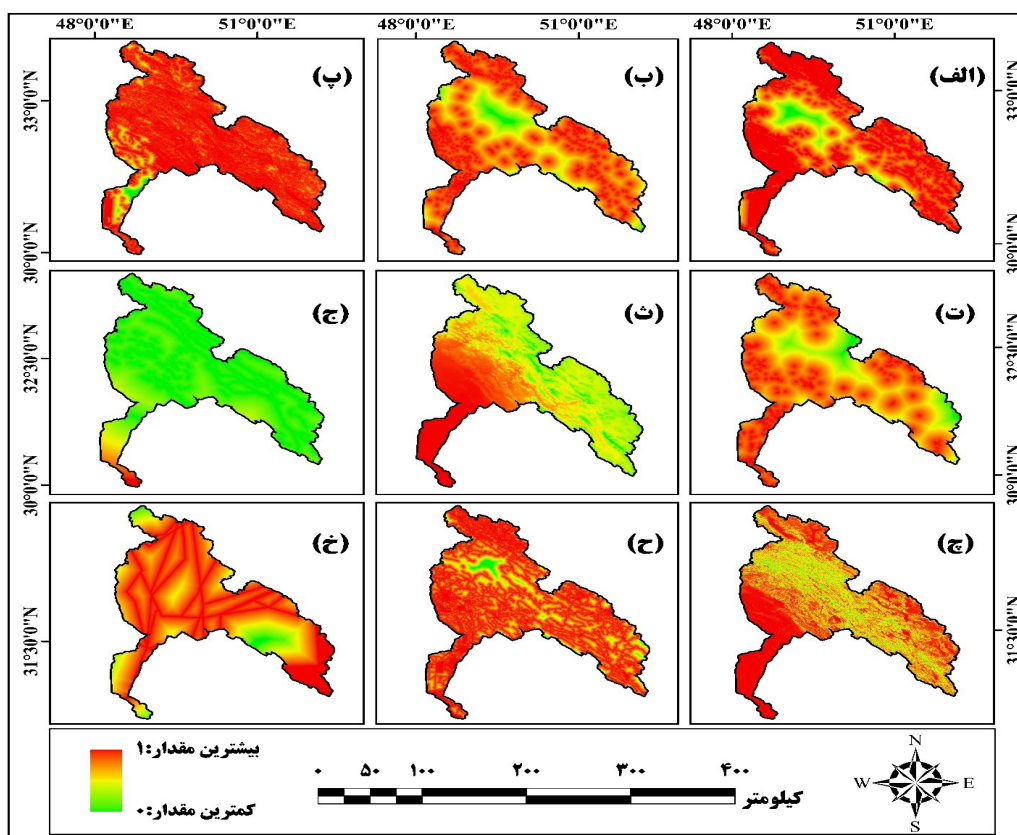 48°0'0"E 51°0'0"E 48°0'0"E 51°0'0"E 48°0'0"E 51°0'0"E
(الف)
(ب)
(پ)
33°0'0"N
30°0'0"N
33°0'0"N
30°0'0"N
(ت)
(ث)
(ج)
32°30'0"N
30°0'0"N
32°30'0"N
30°0'0"N
(چ)
(ح)
(خ)
31°30'0"N
31°30'0"N
بیشترین مقدار:۱
کمترین مقدار:۰
۰ ۵۰ ۱۰۰ ۲۰۰ ۳۰۰ ۴۰۰
کیلومتر
N
W E
S